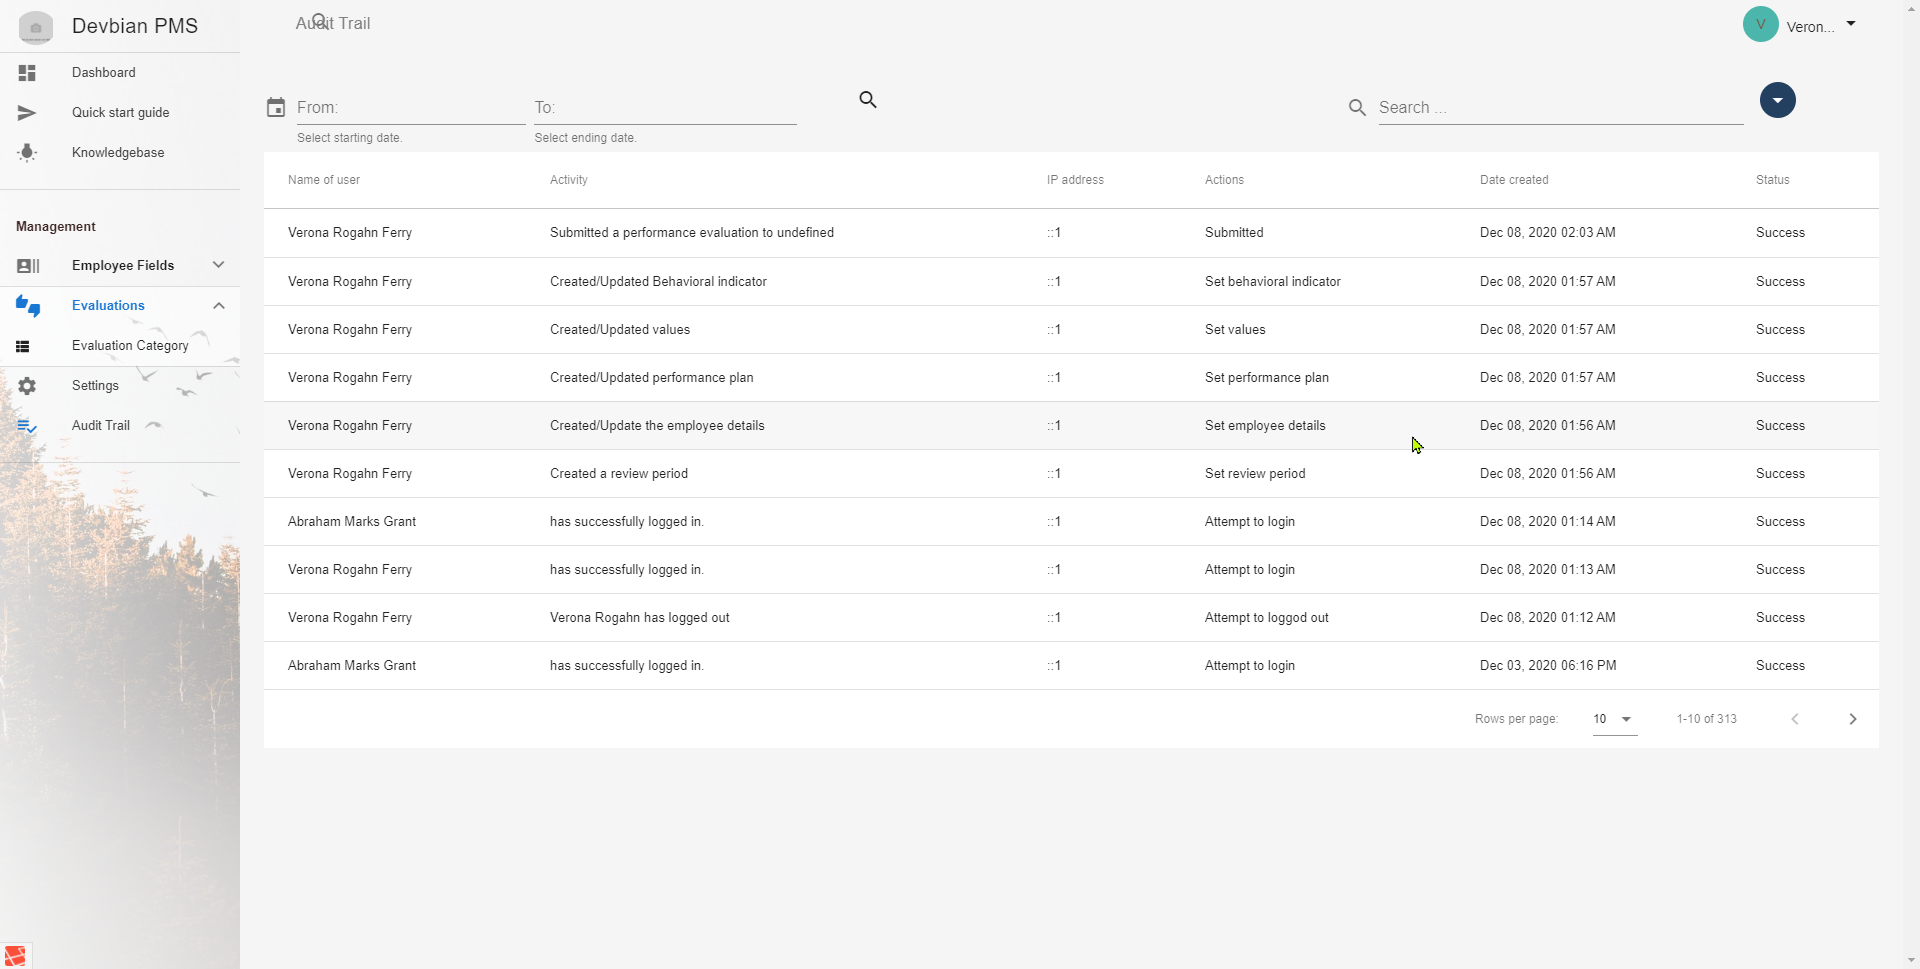 Devbian PMS
Audit Trail
V Veron...
Dashboard
Quick start guide
Knowledgebase
Management
Employee Fields
Evaluations
Evaluation Category
Settings
Audit Trail
From: To: Search ...
Select starting date. Select ending date.
Name of user Activity IP address Actions Date created Status
Verona Rogahn Ferry Submitted a performance evaluation to undefined ::1 Submitted Dec 08, 2020 02:03 AM Success
Verona Rogahn Ferry Created/Updated Behavioral indicator ::1 Set behavioral indicator Dec 08, 2020 01:57 AM Success
Verona Rogahn Ferry Created/Updated values ::1 Set values Dec 08, 2020 01:57 AM Success
Verona Rogahn Ferry Created/Updated performance plan ::1 Set performance plan Dec 08, 2020 01:57 AM Success
Verona Rogahn Ferry Created/Update the employee details ::1 Set employee details Dec 08, 2020 01:56 AM Success
Verona Rogahn Ferry Created a review period ::1 Set review period Dec 08, 2020 01:56 AM Success
Abraham Marks Grant has successfully logged in. ::1 Attempt to login Dec 08, 2020 01:14 AM Success
Verona Rogahn Ferry has successfully logged in. ::1 Attempt to login Dec 08, 2020 01:13 AM Success
Verona Rogahn Ferry Verona Rogahn has logged out ::1 Attempt to loggod out Dec 08, 2020 01:12 AM Success
Abraham Marks Grant has successfully logged in. ::1 Attempt to login Dec 03, 2020 06:16 PM Success
Rows per page: 10 1-10 of 313